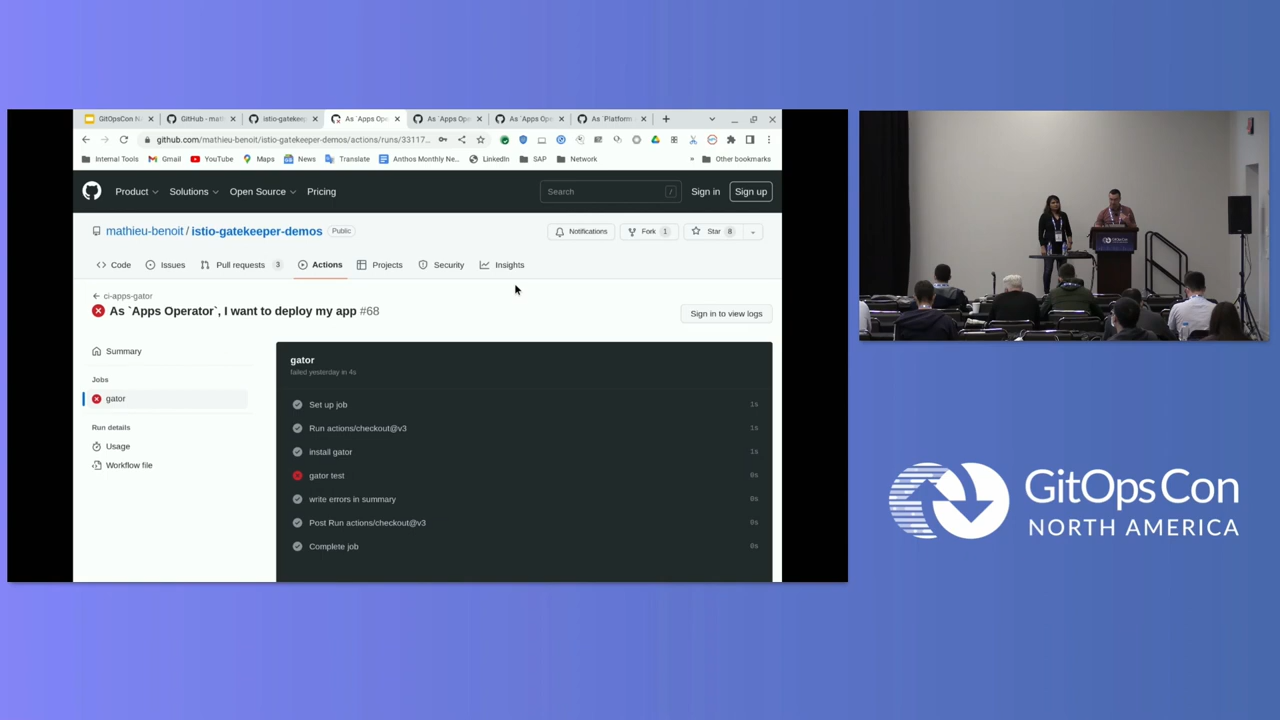 GitOpsCon N
GitHub - mat
istio-gatekeep
As `Apps Ope
As `Apps Ope
As `Apps Ope
As `Platform
github.com/mathieu-benoit/istio-gatekeeper-demos/actions/runs/33117...
Internal Tools
Gmail
YouTube
Maps
News
Translate
Anthos Monthly Ne...
LinkedIn
SAP
Network
»
Other bookmarks
Product
Solutions
Open Source
Pricing
Search
/
Sign in
Sign up
mathieu-benoit / istio-gatekeeper-demos
Public
Notifications
Fork 1
Star 8
Code
Issues
Pull requests 3
Actions
Projects
Security
Insights
ci-apps-gator
As `Apps Operator`, I want to deploy my app #68
Sign in to view logs
Summary
Jobs
gator
Run details
Usage
Workflow file
gator
failed yesterday in 4s
Set up job 1s
Run actions/checkout@v3 1s
install gator 1s
gator test 0s
write errors in summary 0s
Post Run actions/checkout@v3 0s
Complete job 0s
GitOpsCon
NORTH AMERICA